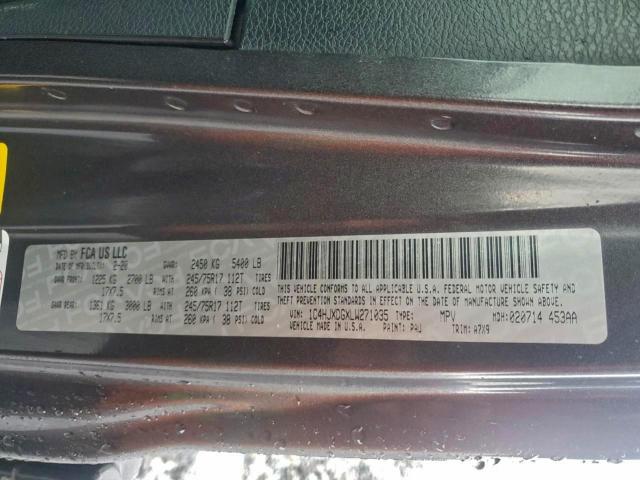 MFD BY FCA US LLC
DATE OF MFR 2-20 GVWR: 2450 KG 5400 LB
GAWR FRONT: 1225 KG 2700 LB WITH 245/75R17 112T TIRES
17X7.5 RIMS AT 260 KPA ( 38 PSI) COLD
GAWR REAR: 1361 KG 3000 LB WITH 245/75R17 112T TIRES
17X7.5 RIMS AT 260 KPA ( 38 PSI) COLD
THIS VEHICLE CONFORMS TO ALL APPLICABLE U.S.A. FEDERAL MOTOR VEHICLE SAFETY AND
THEFT PREVENTION STANDARDS IN EFFECT ON THE DATE OF MANUFACTURE SHOWN ABOVE.
VIN: 1C4HJXDGXLW271035 TYPE: MPV MDH: 020714 453AA
VEHICLE MADE IN U.S.A. PAINT: PAU TRIM: A7X9